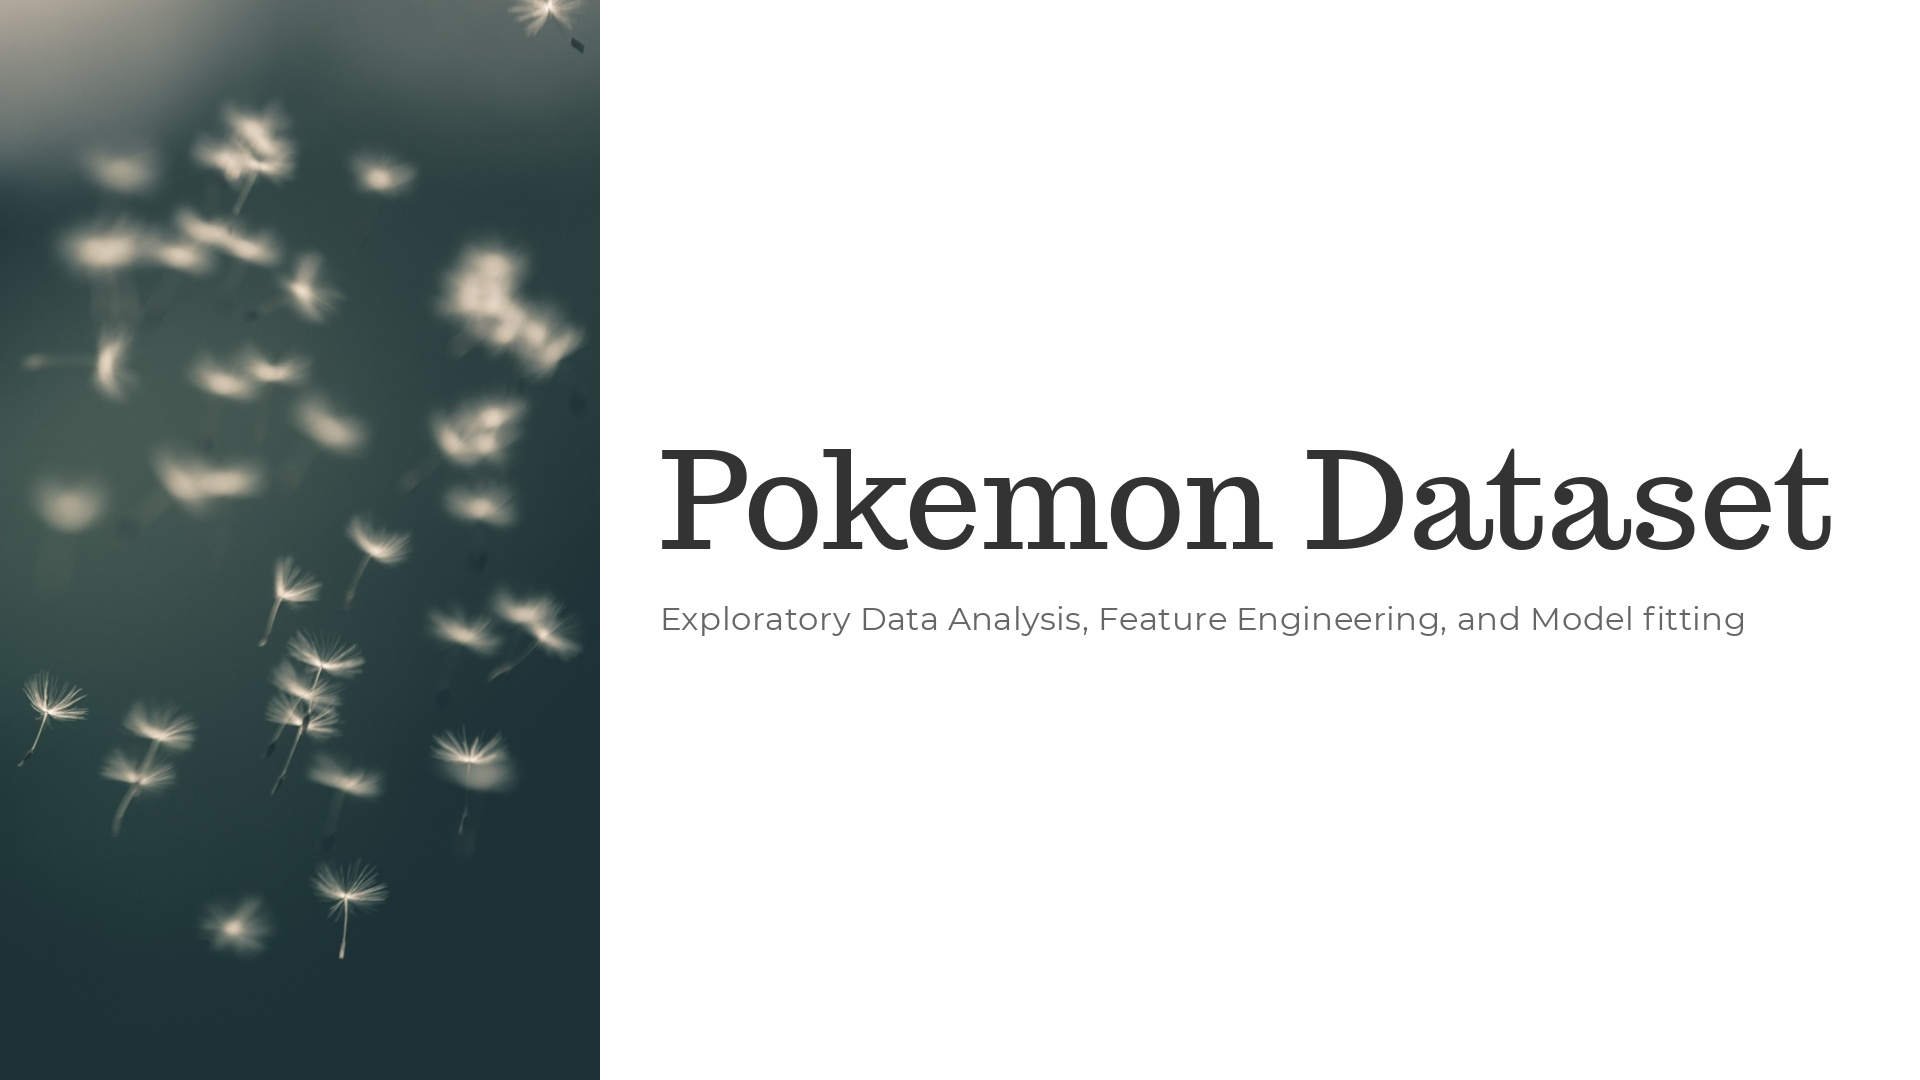 Pokemon Dataset
Exploratory Data Analysis, Feature Engineering, and Model fitting